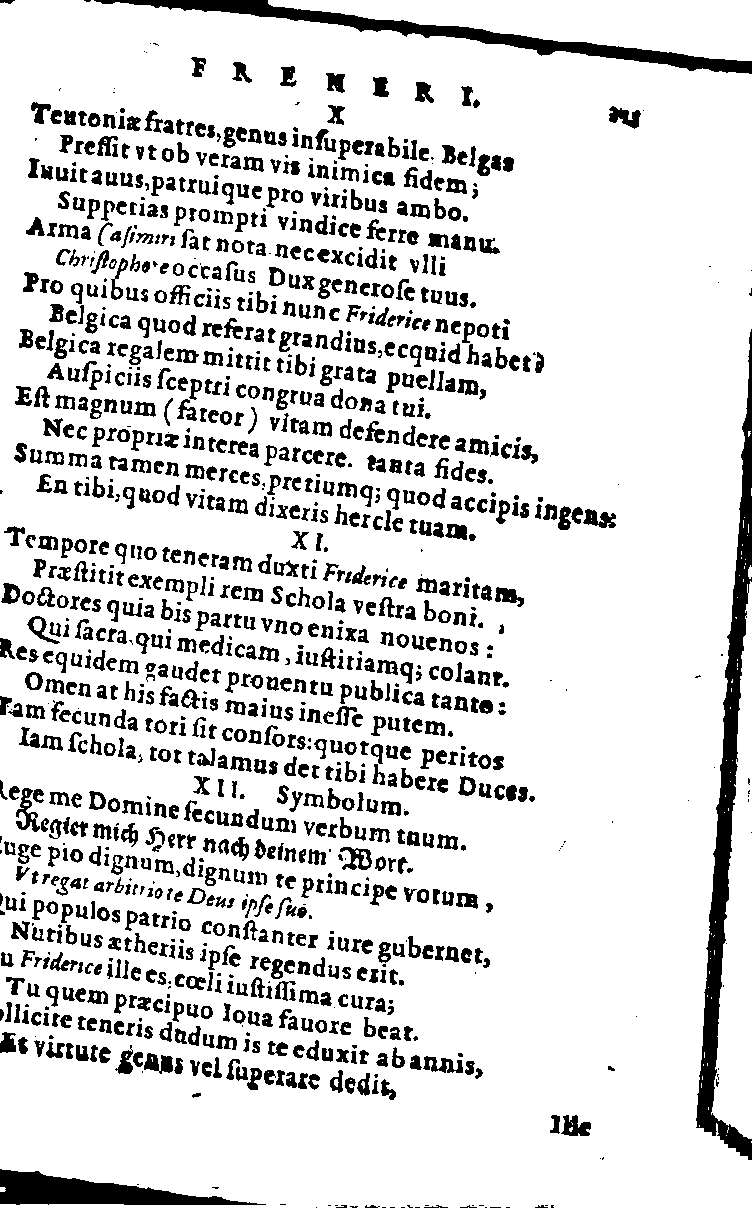 FRENERI.
X
Teutoniæ fratres, genus insuperabile. Belgas
Pressit vt ob veram vis inimica fidem;
Iuuit auus, patruique pro viribus ambo.
Suppetias prompti vindice ferre manu.
Arma Casimiri sat nota nec excidit vlli
Christophore occasus Dux generose tuus.
Pro quibus officiis tibi nunc Friderice nepoti
Belgica quod referat grandius, ecquid habet?
Belgica regalem mittit tibi grata puellam,
Auspiciis sceptri congrua dona tui.
Est magnum (fateor) vitam defendere amicis,
Nec propriæ interea parcere. tanta fides.
Summa tamen merces, pretiumq; quod accipis ingens:
En tibi, quod vitam dixeris hercle tuam.
XI.
Tempore quo teneram duxti Friderice maritam,
Præstitit exempli rem Schola vestra boni.
Doctores quia bis partu vno enixa nouenos:
Qui sacra, qui medicam, iustitiamq; colant.
Res equidem gaudet prouentu publica tanto:
Omen at his factis maius inesse putem.
Tam fecunda tori sit consors: quotque peritos
Iam schola, tot talamus det tibi habere Duces.
XII. Symbolum.
Rege me Domine secundum verbum tuum.
Regier mich Herr nach deinem Wort.
Euge pio dignum, dignum te principe votum,
Vt regat arbitrio te Deus ipse suo.
Qui populos patrio constanter iure gubernet,
Nutibus ætheriis ipse regendus erit.
Tu Friderice ille es, cœli iustissima cura;
Tu quem præcipuo Ioua fauore beat.
ollicite teneris dudum is te eduxit ab annis,
Et virtute genus vel superare dedit,
Ille